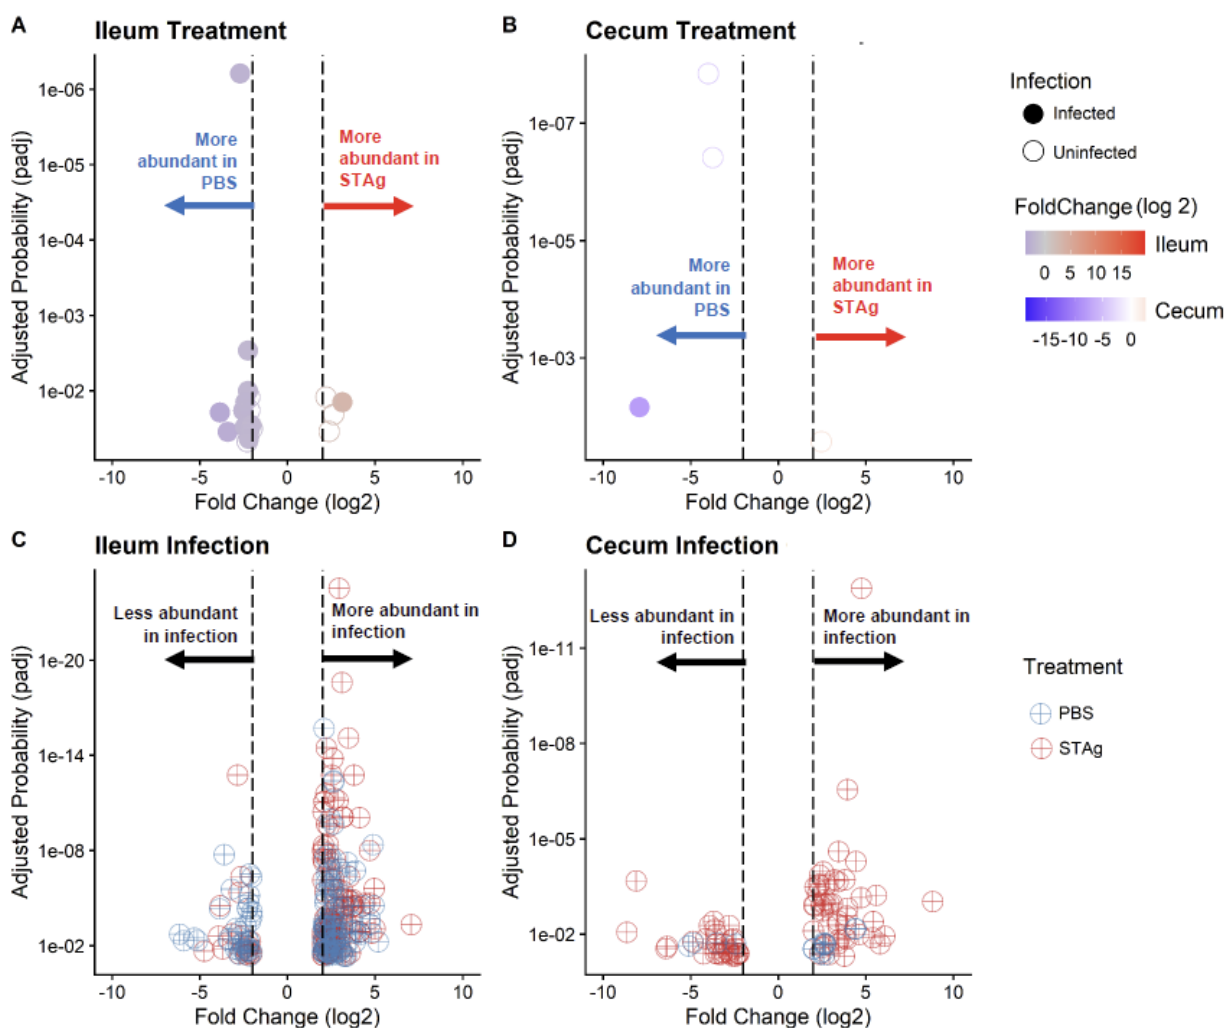 A
Ileum Treatment
Adjusted Probability (padj)
1e-06
1e-05
1e-04
1e-03
1e-02
More
abundant in
PBS
More
abundant in
STAg
-10
-5
0
5
10
Fold Change (log2)
B
Cecum Treatment
Adjusted Probability (padj)
1e-07
1e-05
1e-03
More
abundant in
PBS
More
abundant in
STAg
-10
-5
0
5
10
Fold Change (log2)
Infection
Infected
Uninfected
FoldChange (log 2)
Ileum
0 5 10 15
Cecum
-15 -10 -5 0
C
Ileum Infection
Adjusted Probability (padj)
1e-20
1e-14
1e-08
1e-02
Less abundant
in infection
More abundant in
infection
-10
-5
0
5
10
Fold Change (log2)
D
Cecum Infection
Adjusted Probability (padj)
1e-11
1e-08
1e-05
1e-02
Less abundant in
infection
More abundant in
infection
-10
-5
0
5
10
Fold Change (log2)
Treatment
PBS
STAg